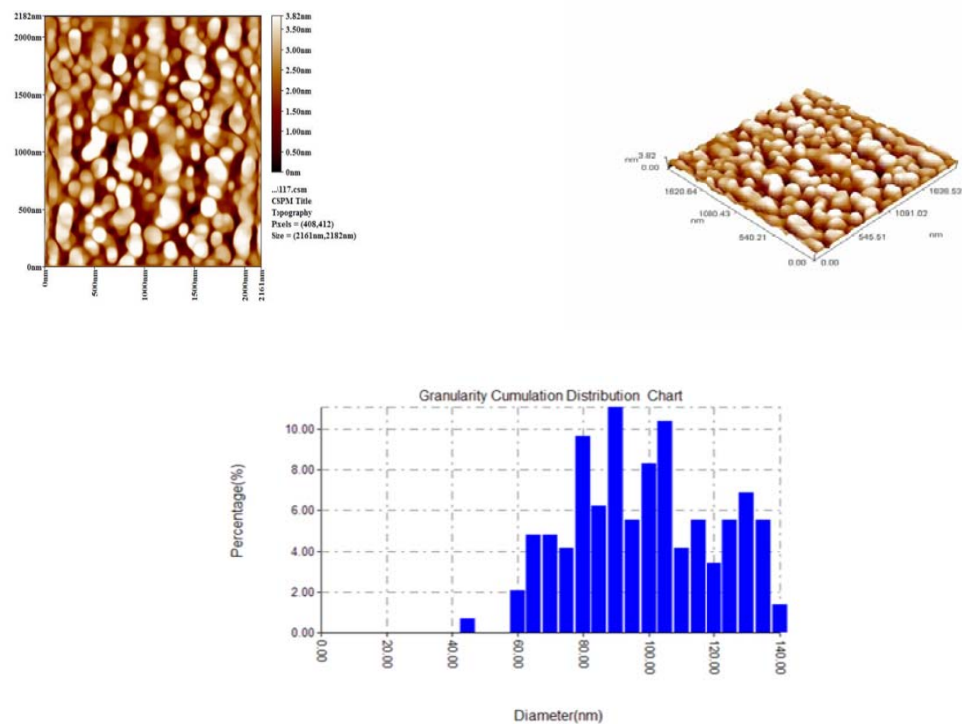 2182nm
2000nm
1500nm
1000nm
500nm
0nm
0nm
500nm
1000nm
1500nm
2000nm
2161nm
3.82nm
3.50nm
3.00nm
2.50nm
2.00nm
1.50nm
1.00nm
0.50nm
0nm
...\117.csm
CSPM Title
Topography
Pixels = (408,412)
Size = (2161nm,2182nm)
nm 3.82
0.00
1620.64
1080.43
nm
540.21
0.00
0.00
545.51
1091.02
nm
1636.53
Granularity Cumulation Distribution Chart
Percentage(%)
10.00
8.00
6.00
4.00
2.00
0.00
0.00
20.00
40.00
60.00
80.00
100.00
120.00
140.00
Diameter(nm)